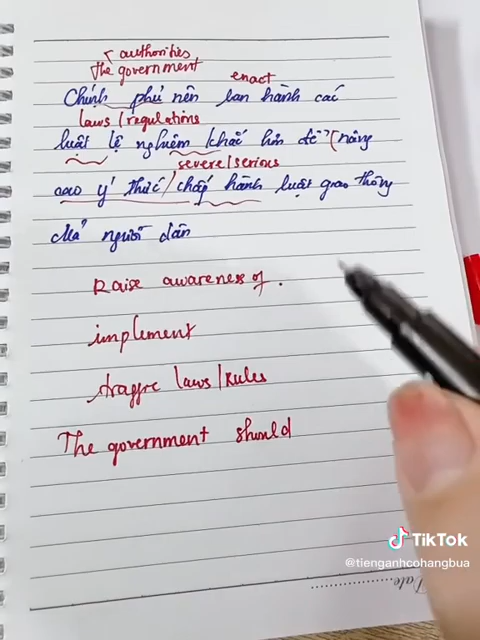 authorities
The government
enact
Chính phủ nên ban hành các
laws / regulations
luật lệ nghiêm khắc hơn để (nâng
severe / serious
cao ý thức / chấp hành luật giao thông
của người dân
Raise awareness of.
implement
traffic laws / Rules
The government should
TikTok
@tienganhcohangbua
Date